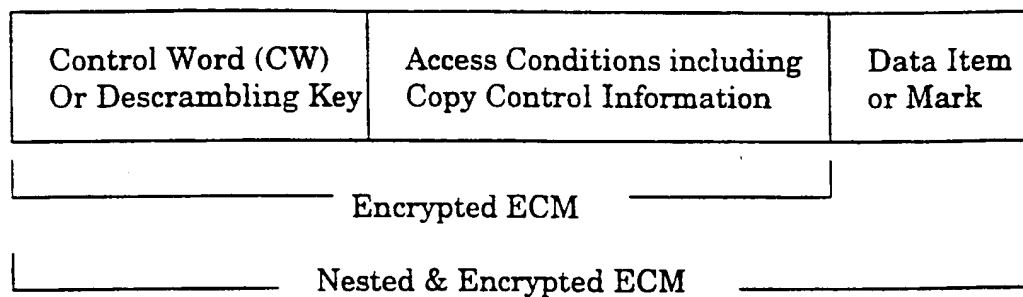 Control Word (CW)
Or Descrambling Key
Access Conditions including
Copy Control Information
Data Item
or Mark
Encrypted ECM
Nested & Encrypted ECM